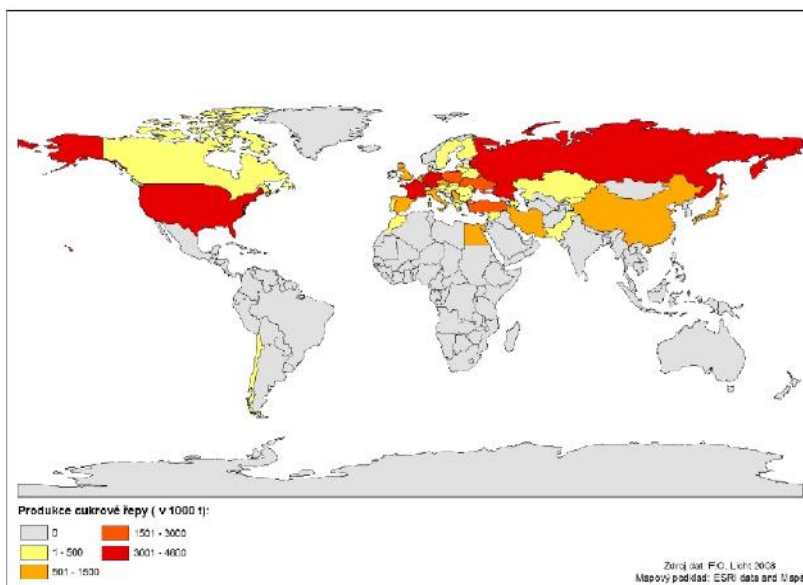 Produkce cukrové řepy ( v 1000 t):
0
1 - 500
501 - 1500
1501 - 3000
3001 - 4600
Zdroj dat: F.O. Licht 2008
Mapový podklad: ESRI data and Maps